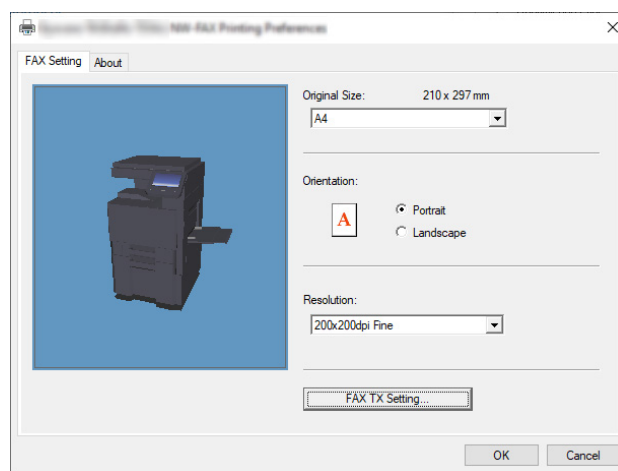 NW-FAX Printing Preferences
FAX Setting
About
Original Size: 210 x 297 mm
A4
Orientation:
A
Portrait
Landscape
Resolution:
200x200dpi Fine
FAX TX Setting...
OK
Cancel